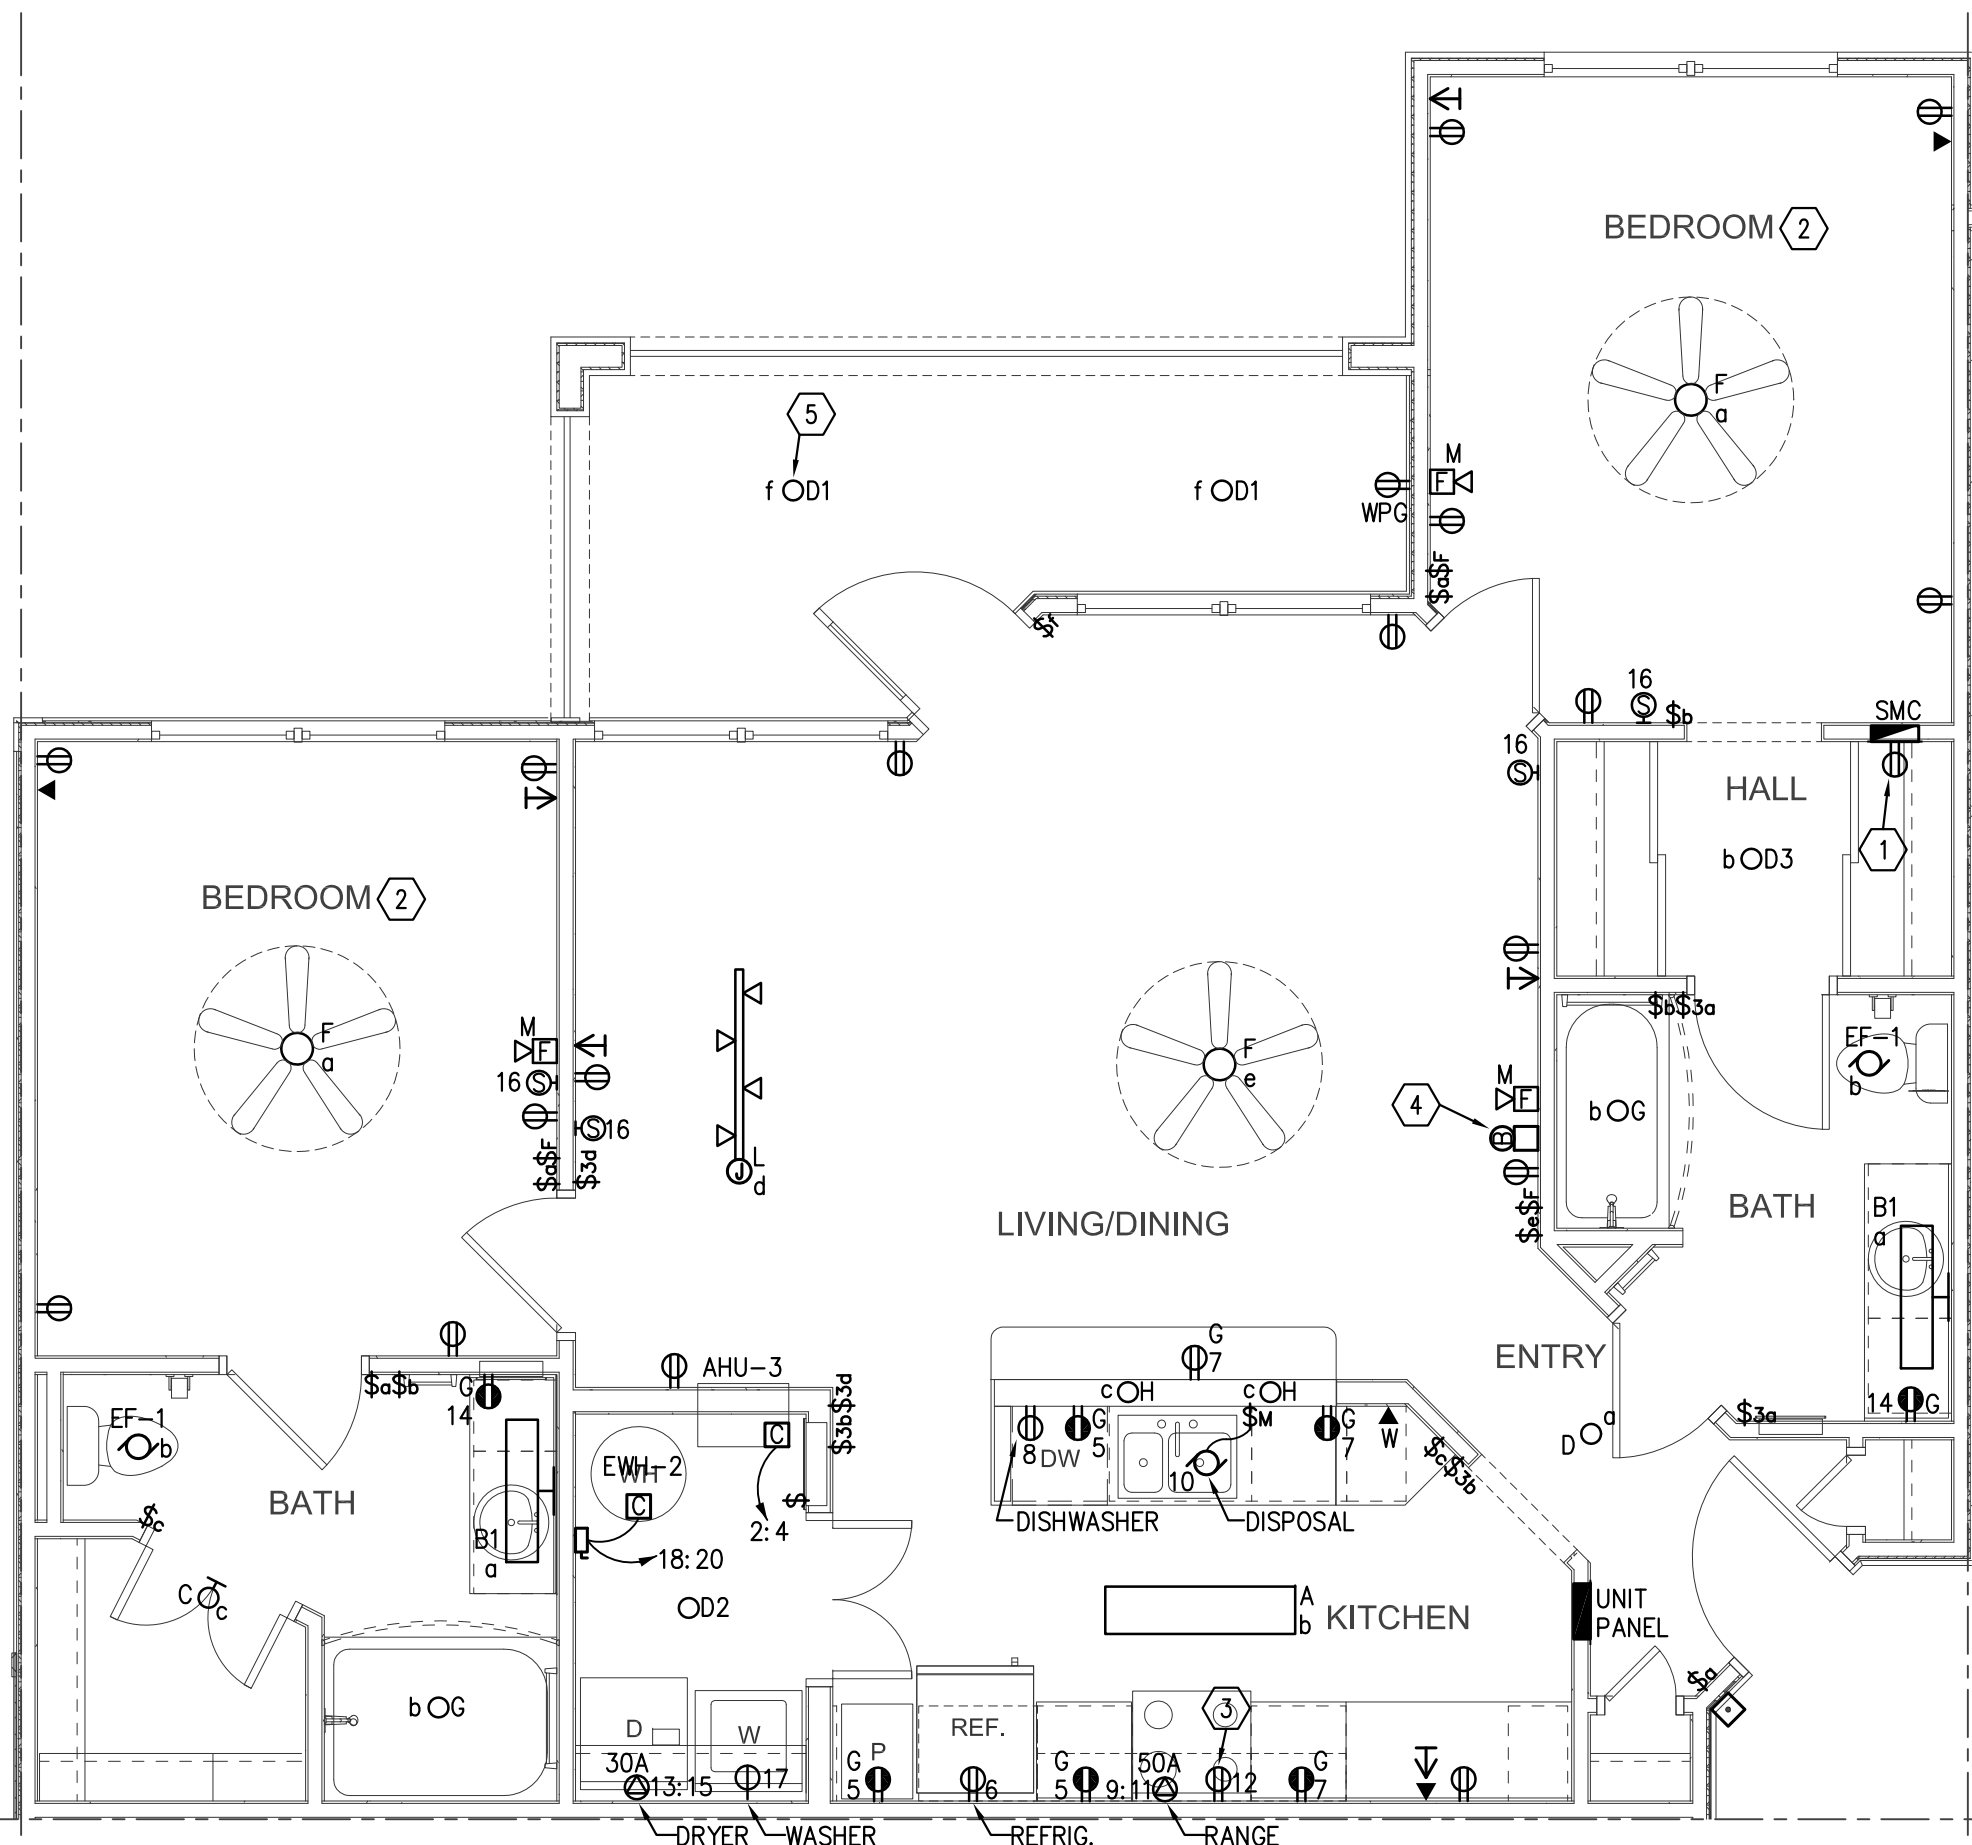 BEDROOM 2
F
a
5
M
F
f D1
f D1
WPG
$a$F
$f
16
S
$b
SMC
16
S
HALL
b D3
1
BEDROOM 2
F
a
M
F
16 S
S 16
$a$F
$3d
J
L
d
F
e
LIVING/DINING
4
M
F
B
$e$F
$b$3a
EF-1
b
b G
BATH
B1
a
ENTRY
14 G
$3a
D a
$a$b
G
14
EF-1
b
BATH
$c
B1
a
C c
b G
AHU-3
C
$3b$3d
EWH-2
WH
C
$
2:4
18:20
D2
G
7
c H
c H
$M
8
DW
G
5
10
G
7
W
$c$3b
DISHWASHER
DISPOSAL
A
b
KITCHEN
UNIT
PANEL
$a
D
W
P
REF.
3
30A
13:15
17
G
5
6
G
5
50A
9:11
12
G
7
DRYER
WASHER
REFRIG.
RANGE